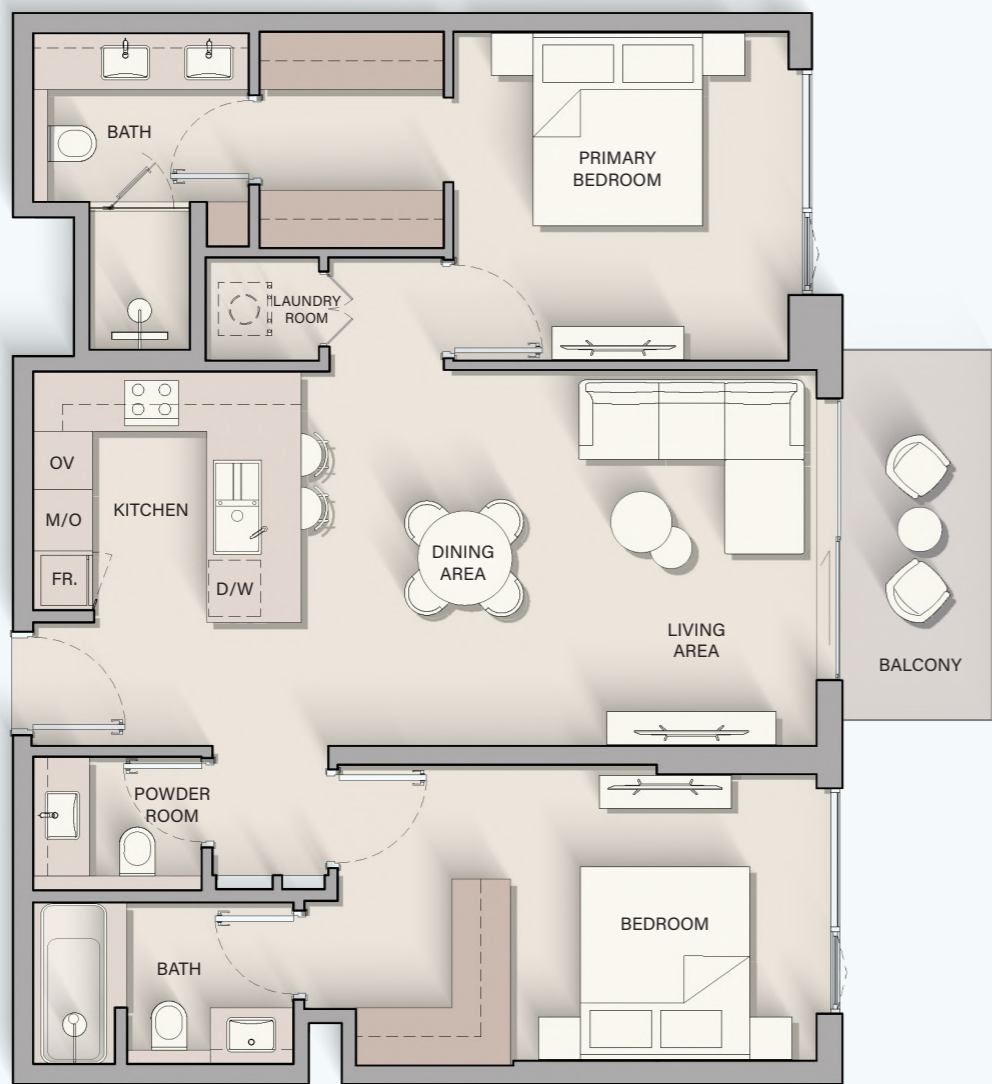 BATH
PRIMARY
BEDROOM
LAUNDRY
ROOM
OV
M/O
FR.
KITCHEN
D/W
DINING
AREA
LIVING
AREA
BALCONY
POWDER
ROOM
BEDROOM
BATH